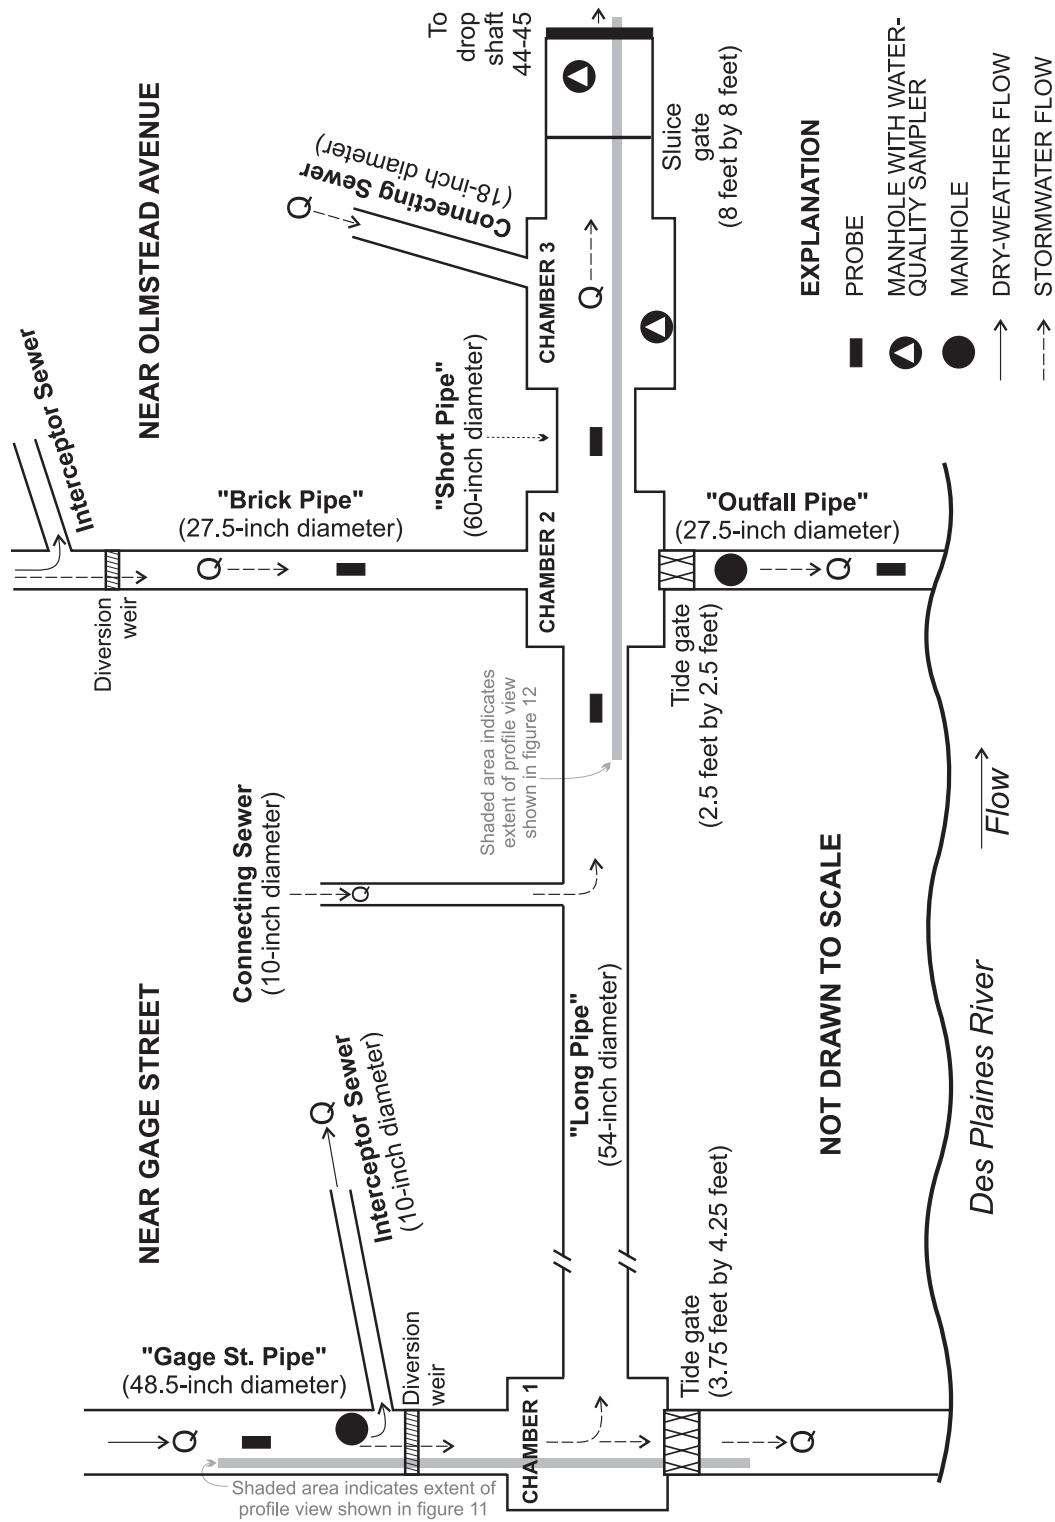 NEAR GAGE STREET
NEAR OLMSTEAD AVENUE
"Gage St. Pipe"
(48.5-inch diameter)
Q
Shaded area indicates extent of
profile view shown in figure 11
Diversion
weir
Q
Interceptor Sewer
(10-inch diameter)
CHAMBER 1
Tide gate
(3.75 feet by 4.25 feet)
Q
"Long Pipe"
(54-inch diameter)
Connecting Sewer
(10-inch diameter)
Q
Shaded area indicates
extent of profile view
shown in figure 12
Interceptor Sewer
Diversion
weir
"Brick Pipe"
(27.5-inch diameter)
Q
CHAMBER 2
Tide gate
(2.5 feet by 2.5 feet)
"Outfall Pipe"
(27.5-inch diameter)
Q
"Short Pipe"
(60-inch diameter)
CHAMBER 3
Q
Connecting Sewer
(18-inch diameter)
Q
To
drop
shaft
44-45
Sluice
gate
(8 feet by 8 feet)
NOT DRAWN TO SCALE
Des Plaines River
Flow
EXPLANATION
PROBE
MANHOLE WITH WATER-
QUALITY SAMPLER
MANHOLE
DRY-WEATHER FLOW
STORMWATER FLOW